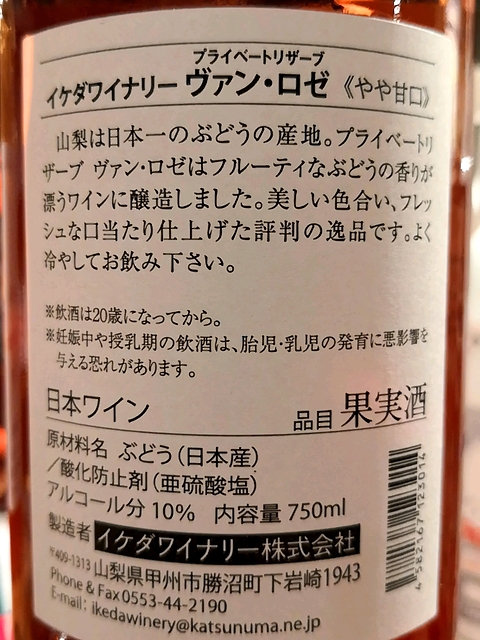 プライベートリザーブ
イケダワイナリー ヴァン・ロゼ 《やや甘口》
山梨は日本一のぶどうの産地。プライベートリ
ザーブ ヴァン・ロゼはフルーティなぶどうの香りが
漂うワインに醸造しました。美しい色合い、フレッ
シュな口当たり仕上げた評判の逸品です。よく
冷やしてお飲み下さい。
※飲酒は20歳になってから。
※妊娠中や授乳期の飲酒は、胎児・乳児の発育に悪影響を
与える恐れがあります。
日本ワイン 品目 果実酒
原材料名 ぶどう(日本産)
/酸化防止剤(亜硫酸塩)
アルコール分 10% 内容量 750ml
製造者 イケダワイナリー株式会社
〒409-1313 山梨県甲州市勝沼町下岩崎1943
Phone & Fax 0553-44-2190
E-mail: ikedawinery@katsunuma.ne.jp
4582167123014